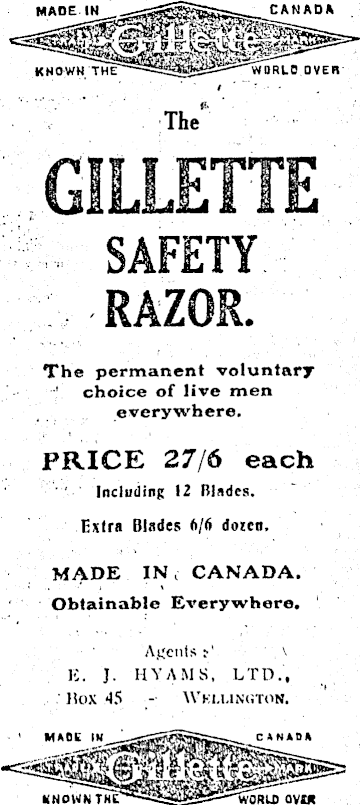 MADE IN CANADA
Gillette
KNOWN THE WORLD OVER
The
GILLETTE
SAFETY
RAZOR.
The permanent voluntary
choice of live men
everywhere.
PRICE 27/6 each
Including 12 Blades.
Extra Blades 6/6 dozen.
MADE IN CANADA.
Obtainable Everywhere.
Agents :
E. J. HYAMS, LTD.,
Box 45 - WELLINGTON.
MADE IN CANADA
Gillette
KNOWN THE WORLD OVER